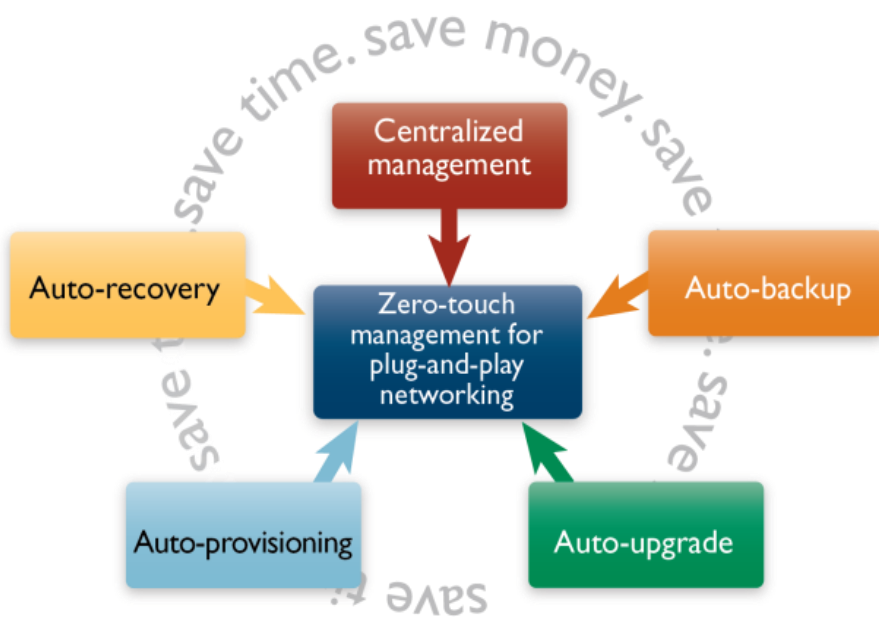 save time. save money. save
Centralized
management
Auto-recovery
Auto-backup
Zero-touch
management for
plug-and-play
networking
save
save
Auto-provisioning
Auto-upgrade
save